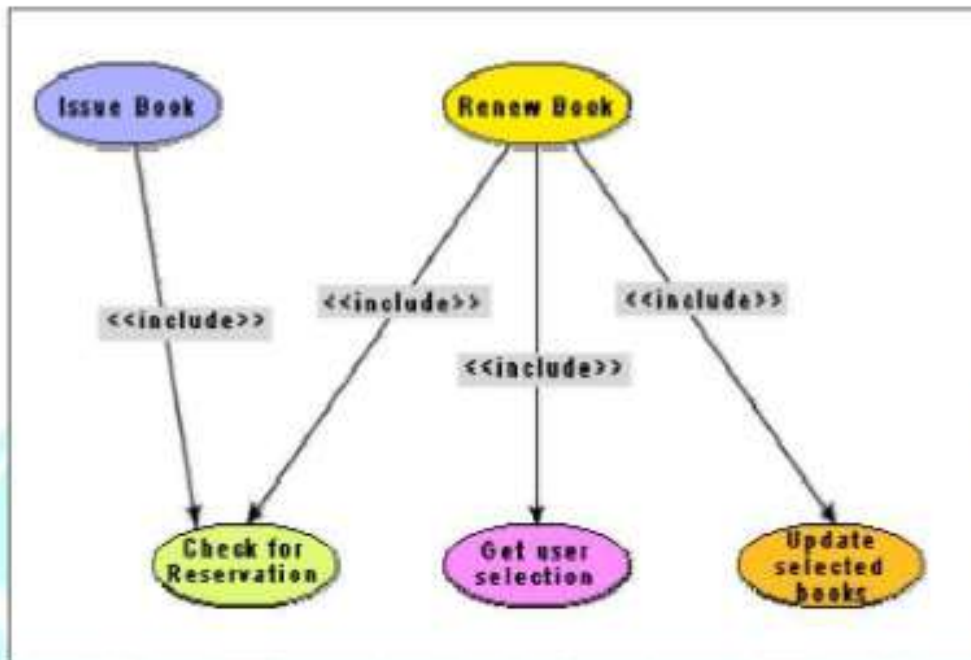 Issue Book
Renew Book
<<include>>
<<include>>
<<include>>
<<include>>
Check for
Reservation
Get user
selection
Update
selected
books